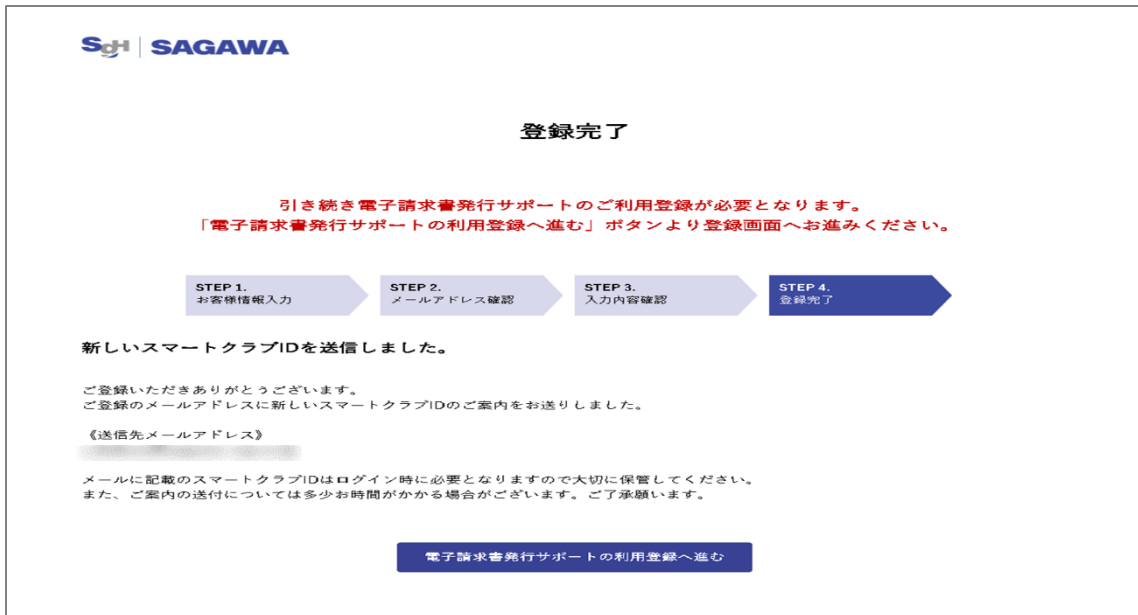 SGH SAGAWA
登録完了
引き続き電子請求書発行サポートのご利用登録が必要となります。
「電子請求書発行サポートの利用登録へ進む」ボタンより登録画面へお進みください。
STEP 1.
お客様情報入力
STEP 2.
メールアドレス確認
STEP 3.
入力内容確認
STEP 4.
登録完了
新しいスマートクラブIDを送信しました。
ご登録いただきありがとうございます。
ご登録のメールアドレスに新しいスマートクラブIDのご案内をお送りしました。
《送信先メールアドレス》
メールに記載のスマートクラブIDはログイン時に必要となりますので大切に保管してください。
また、ご案内の送付については多少お時間がかかる場合がございます。ご了承願います。
電子請求書発行サポートの利用登録へ進む